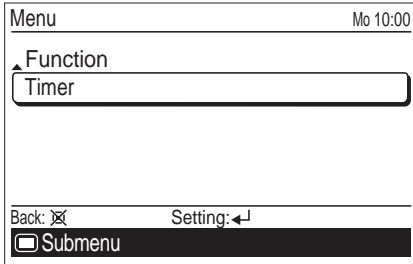 Menu Mo 10:00
Function
Timer
Back: Setting:
Submenu